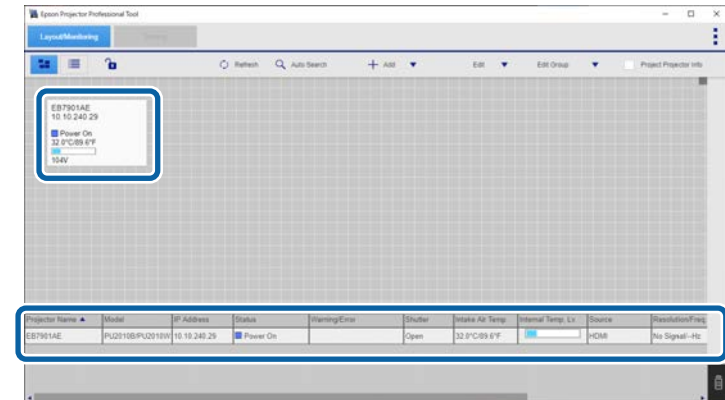 Epson Projector Professional Tool
Layout/Monitoring
Refresh Auto Search Add Edit Edit Group Project Projector Info
EB7901AE
10.10.240.29
Power On
32.0°C/89.6°F
104V
Projector Name Model IP Address Status Warning/Error Shutter Intake Air Temp. Internal Temp. Lv. Source Resolution/Freq
EB7901AE PU2010B/PU2010W 10.10.240.29 Power On Open 32.0°C/89.6°F HDMI No Signal/--Hz